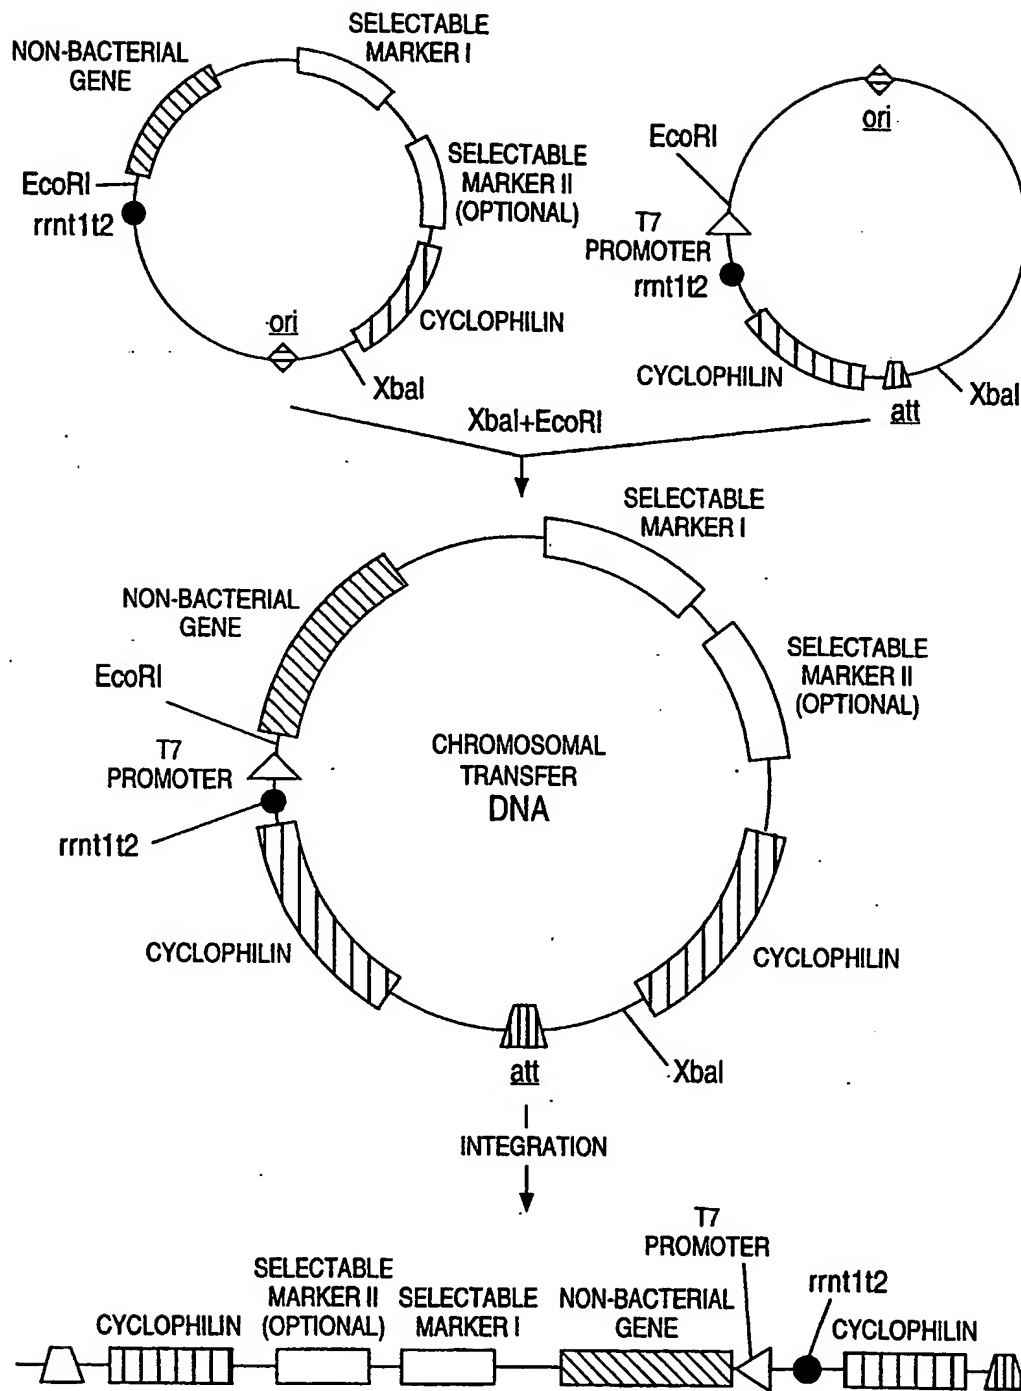 SELECTABLE
MARKER I
NON-BACTERIAL
GENE
SELECTABLE
MARKER II
(OPTIONAL)
EcoRI
rrnt1t2
ori
CYCLOPHILIN
XbaI
ori
EcoRI
T7
PROMOTER
rrnt1t2
CYCLOPHILIN
att
XbaI
XbaI+EcoRI
SELECTABLE
MARKER I
NON-BACTERIAL
GENE
SELECTABLE
MARKER II
(OPTIONAL)
EcoRI
T7
PROMOTER
CHROMOSOMAL
TRANSFER
DNA
rrnt1t2
CYCLOPHILIN
CYCLOPHILIN
att
XbaI
INTEGRATION
T7
PROMOTER
rrnt1t2
CYCLOPHILIN
SELECTABLE
MARKER II
(OPTIONAL)
SELECTABLE
MARKER I
NON-BACTERIAL
GENE
CYCLOPHILIN